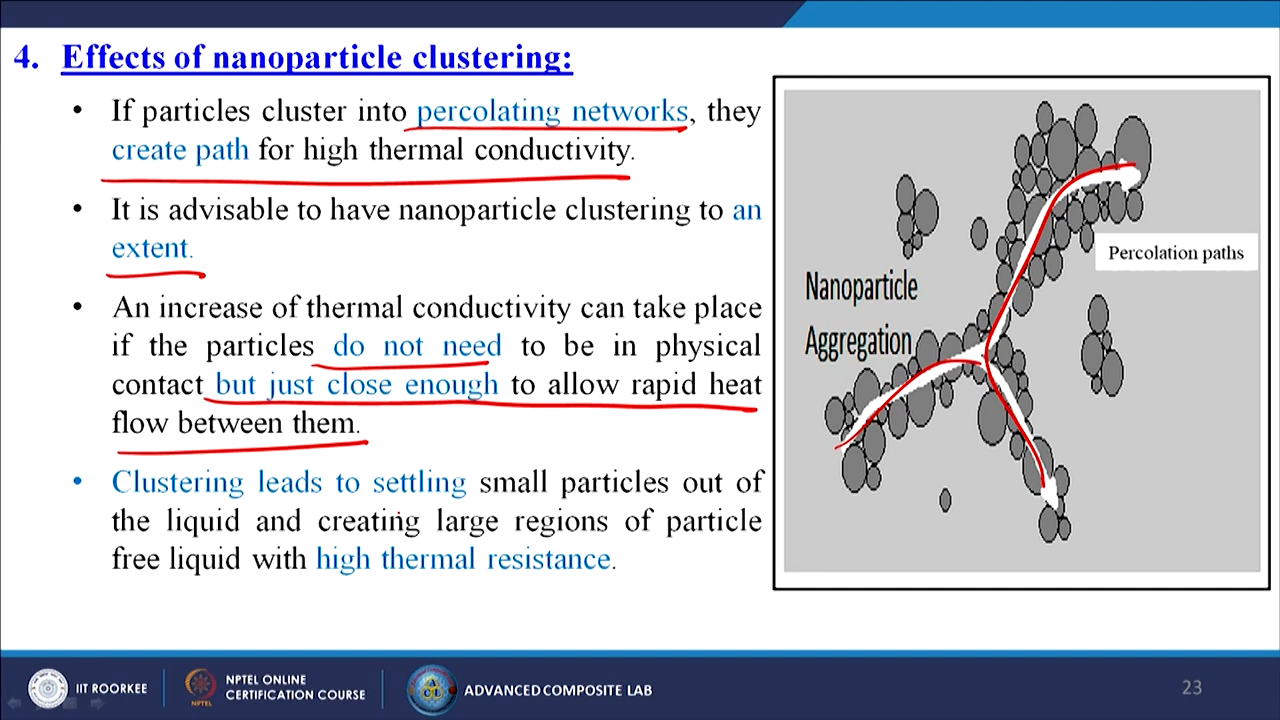 4. Effects of nanoparticle clustering:
• If particles cluster into percolating networks, they
create path for high thermal conductivity.
• It is advisable to have nanoparticle clustering to an
extent.
• An increase of thermal conductivity can take place
if the particles do not need to be in physical
contact but just close enough to allow rapid heat
flow between them.
• Clustering leads to settling small particles out of
the liquid and creating large regions of particle
free liquid with high thermal resistance.
Percolation paths
Nanoparticle
Aggregation
IIT ROORKEE
NPTEL
NPTEL ONLINE
CERTIFICATION COURSE
ACL
ADVANCED COMPOSITE LAB
23